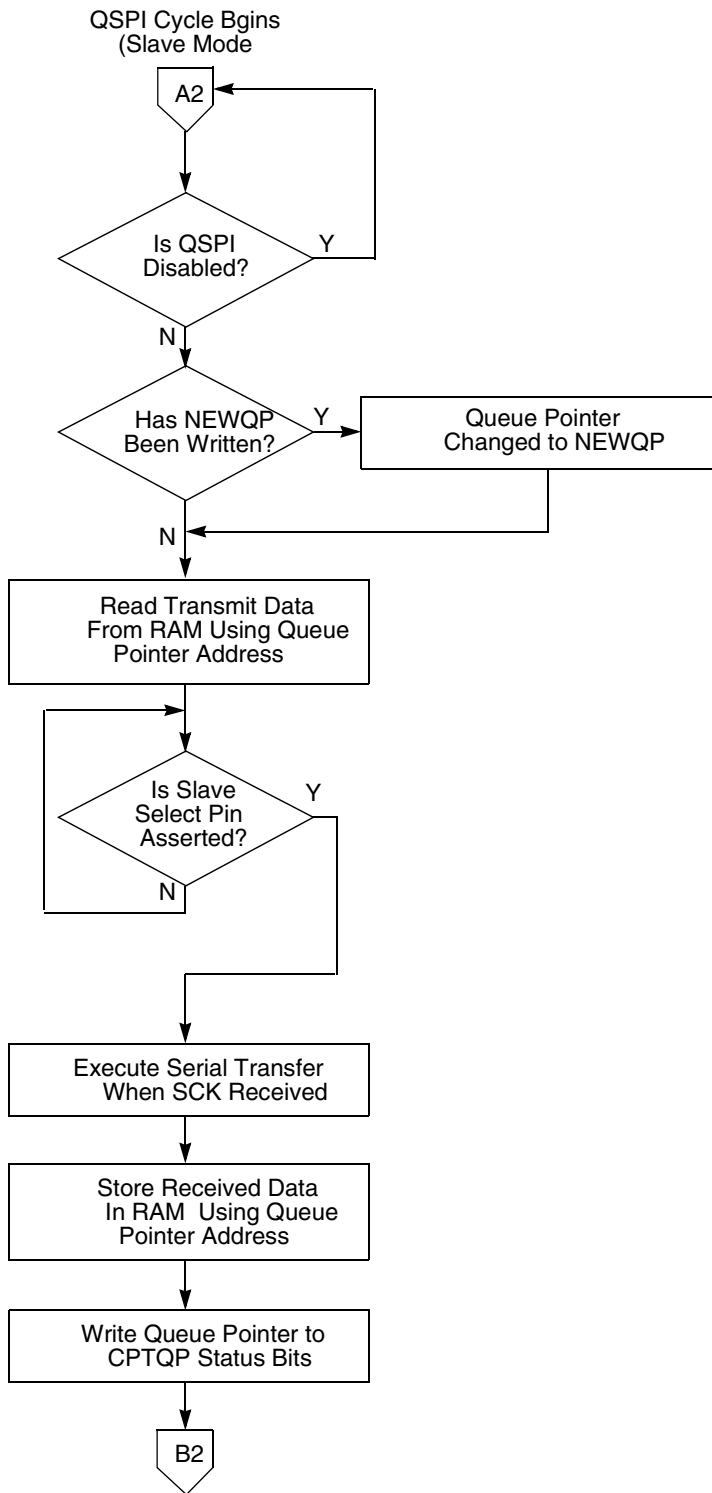 QSPI Cycle Bgins
(Slave Mode
A2
Is QSPI
Disabled?
Y
N
Has NEWQP
Been Written?
Y
Queue Pointer
Changed to NEWQP
N
Read Transmit Data
From RAM Using Queue
Pointer Address
Is Slave
Select Pin
Asserted?
Y
N
Execute Serial Transfer
When SCK Received
Store Received Data
In RAM Using Queue
Pointer Address
Write Queue Pointer to
CPTQP Status Bits
B2